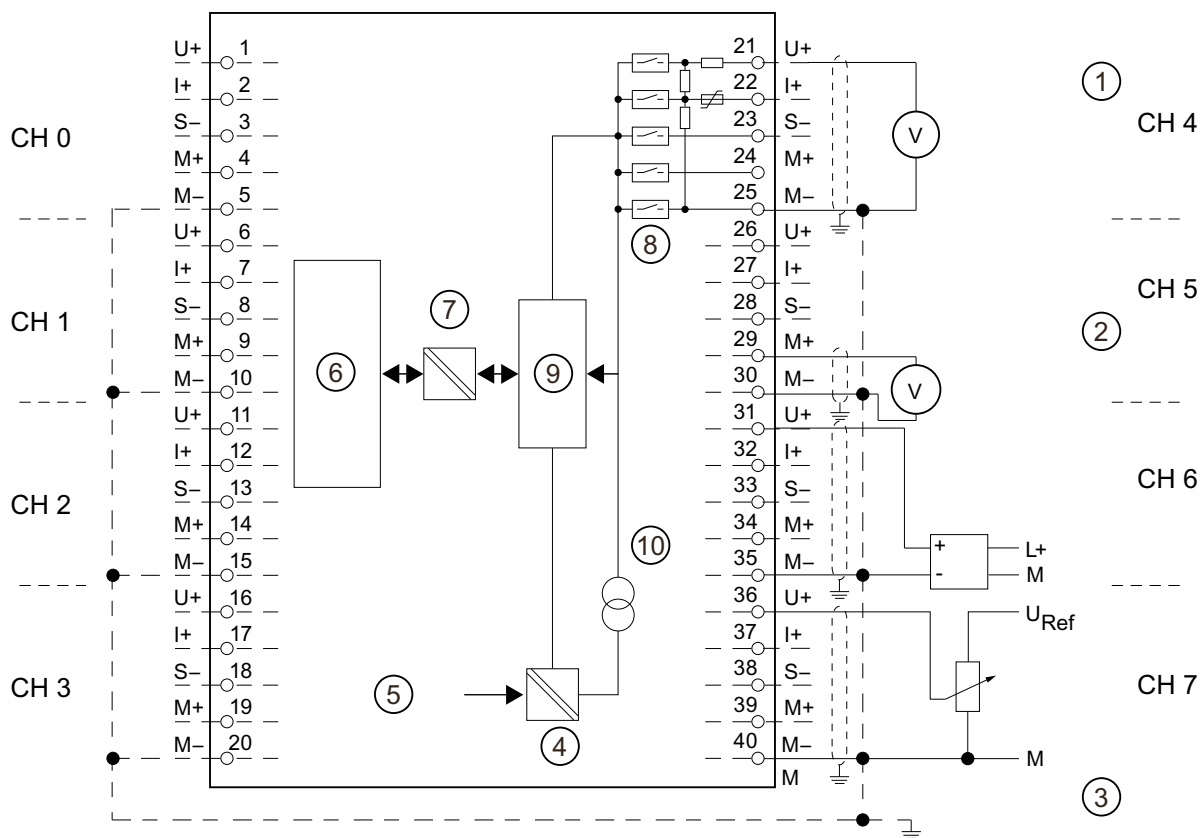 CH 0
U+ 1
I+ 2
S– 3
M+ 4
M– 5
CH 1
U+ 6
I+ 7
S– 8
M+ 9
M– 10
CH 2
U+ 11
I+ 12
S– 13
M+ 14
M– 15
CH 3
U+ 16
I+ 17
S– 18
M+ 19
M– 20
6
7
9
8
10
5
4
21 U+
22 I+
23 S–
24 M+
25 M–
26 U+
27 I+
28 S–
29 M+
30 M–
31 U+
32 I+
33 S–
34 M+
35 M–
36 U+
37 I+
38 S–
39 M+
40 M–
M
V
V
+ L+
- M
URef
M
1
CH 4
CH 5
2
CH 6
CH 7
3